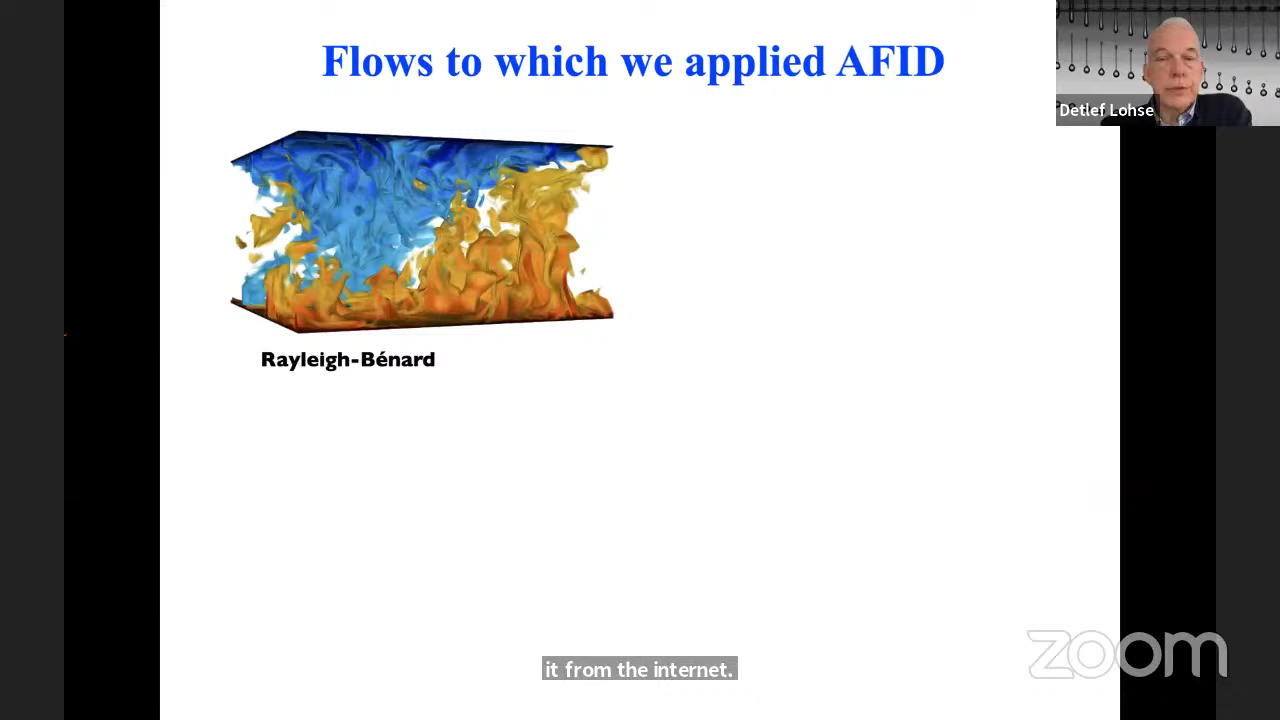 Flows to which we applied AFID
Detlef Lohse
Rayleigh-Bénard
it from the internet.
zoom